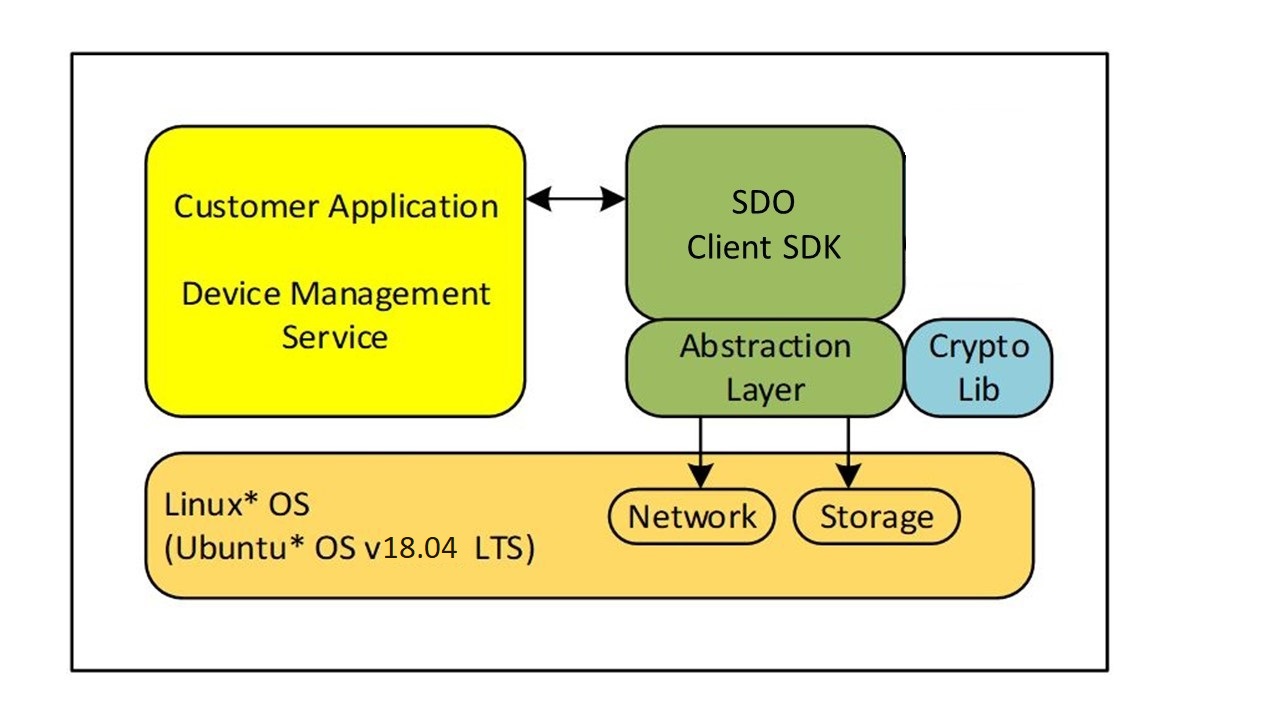 Customer Application
Device Management
Service
SDO
Client SDK
Abstraction
Layer
Crypto
Lib
Linux* OS
(Ubuntu* OS v18.04 LTS)
Network
Storage